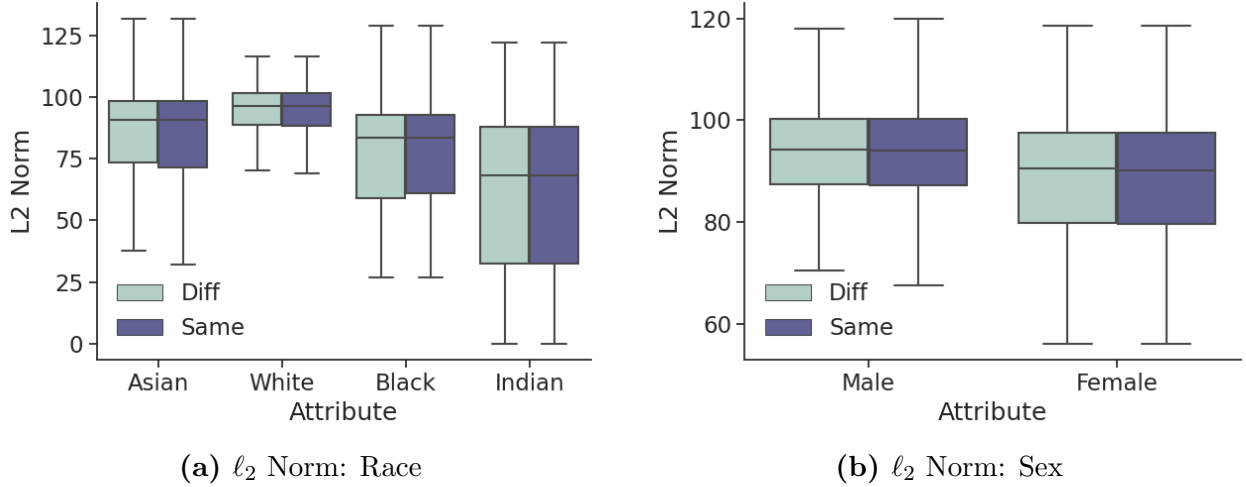 L2 Norm
125
100
75
50
25
0
Diff
Same
Asian White Black Indian
Attribute
(a) ℓ2 Norm: Race
L2 Norm
120
100
80
60
Diff
Same
Male Female
Attribute
(b) ℓ2 Norm: Sex